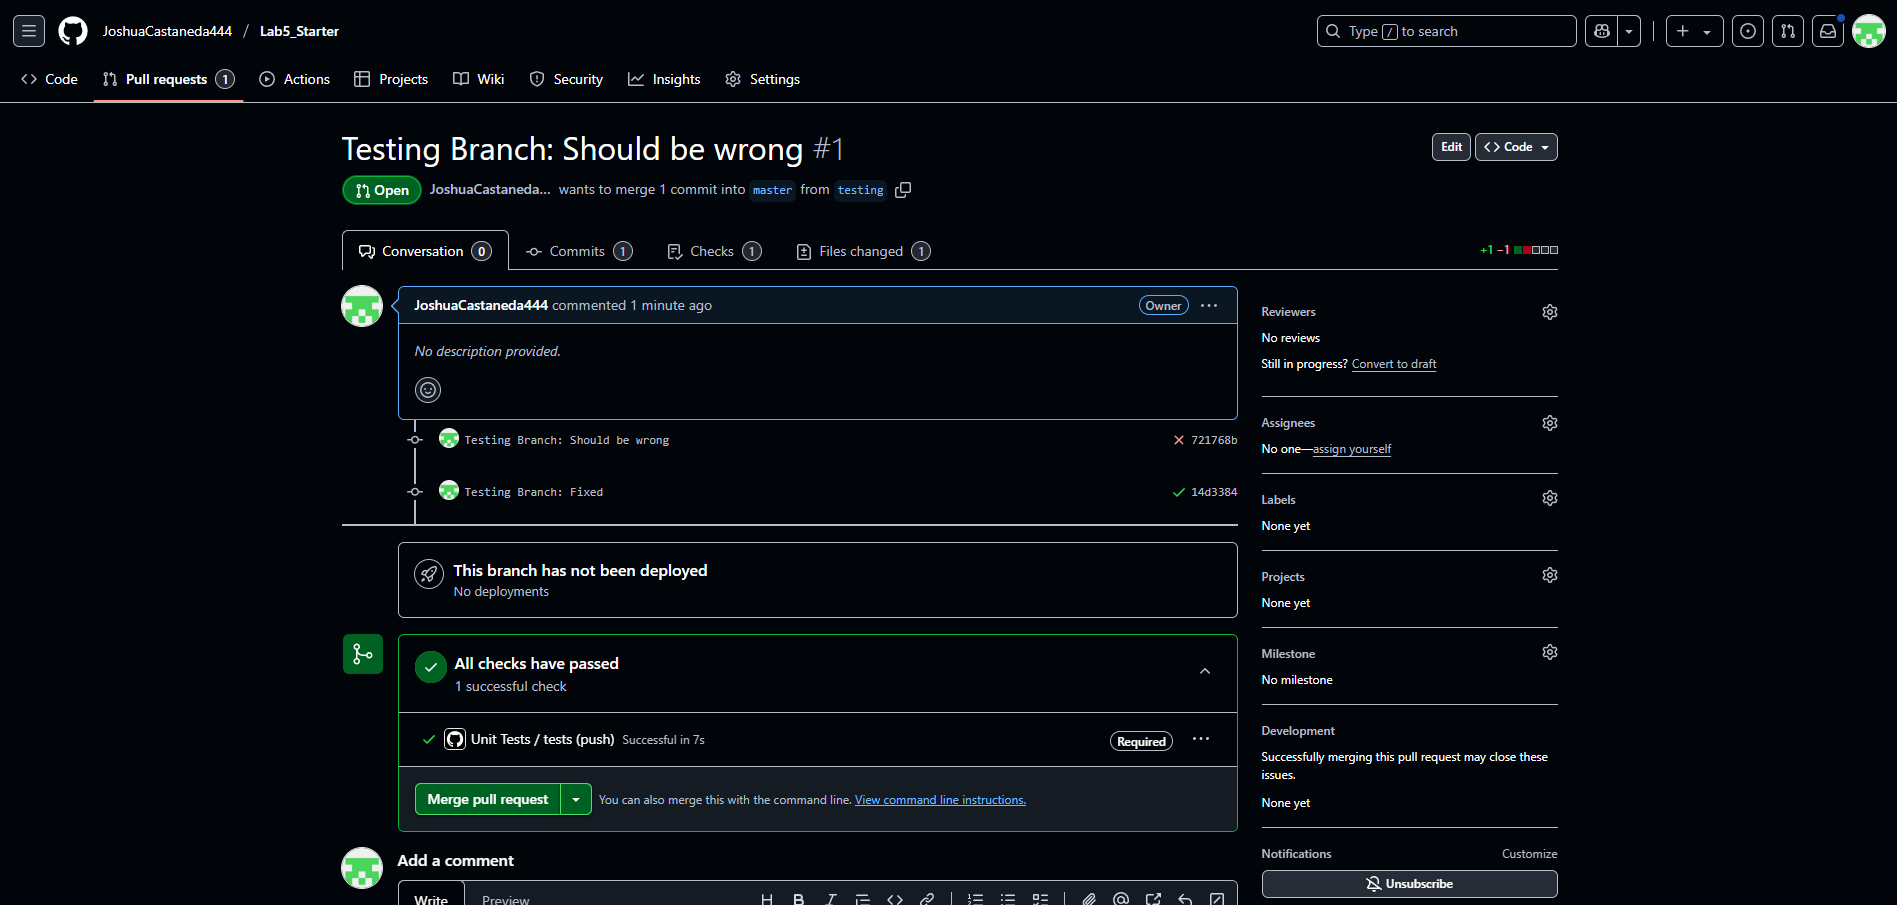 JoshuaCastaneda444 / Lab5_Starter
Type / to search
Code
Pull requests 1
Actions
Projects
Wiki
Security
Insights
Settings
Testing Branch: Should be wrong #1
Edit
Code
Open
JoshuaCastaneda... wants to merge 1 commit into master from testing
Conversation 0
Commits 1
Checks 1
Files changed 1
+1 −1
JoshuaCastaneda444 commented 1 minute ago
Owner
No description provided.
Testing Branch: Should be wrong
721768b
Testing Branch: Fixed
14d3384
This branch has not been deployed
No deployments
All checks have passed
1 successful check
Unit Tests / tests (push) Successful in 7s
Required
Merge pull request
You can also merge this with the command line. View command line instructions.
Add a comment
Write
Preview
Reviewers
No reviews
Still in progress? Convert to draft
Assignees
No one—assign yourself
Labels
None yet
Projects
None yet
Milestone
No milestone
Development
Successfully merging this pull request may close these
issues.
None yet
Notifications
Customize
Unsubscribe